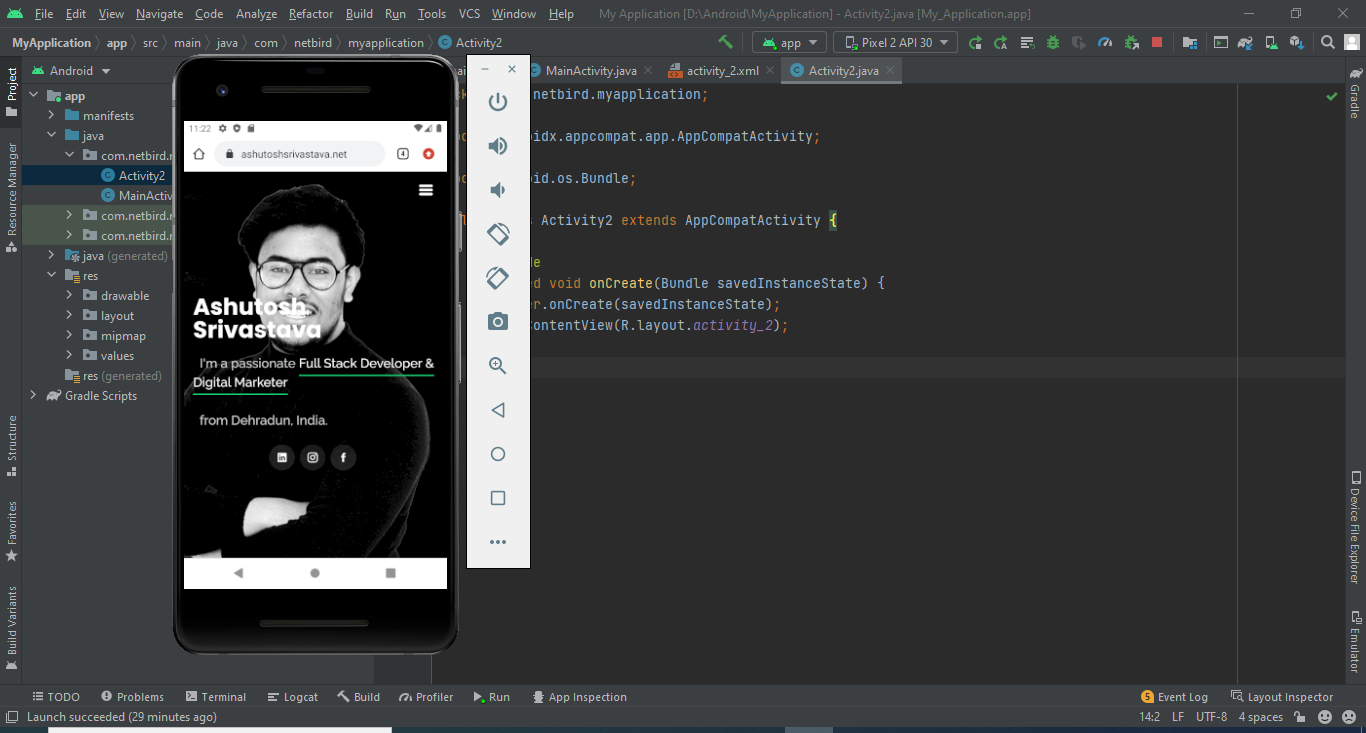 File Edit View Navigate Code Analyze Refactor Build Run Tools VCS Window Help My Application [D:\Android\MyApplication] - Activity2.java [My_Application.app]
MyApplication app src main java com netbird myapplication Activity2
app Pixel 2 API 30
Project
Android
MainActivity.java activity_2.xml Activity2.java
app
manifests
java
com.netbird.
Activity2
MainActiv
com.netbird.
com.netbird.
java (generated)
res
drawable
layout
mipmap
values
res (generated)
Gradle Scripts
Resource Manager
Structure
Favorites
Build Variants
11:22
ashutoshsrivastava.net
4
Ashutosh
Srivastava
I'm a passionate Full Stack Developer &
Digital Marketer
from Dehradun, India.
in f
netbird.myapplication;
idx.appcompat.app.AppCompatActivity;
id.os.Bundle;
Activity2 extends AppCompatActivity {
e
d void onCreate(Bundle savedInstanceState) {
r.onCreate(savedInstanceState);
ContentView(R.layout.activity_2);
Gradle
Device File Explorer
Emulator
TODO Problems Terminal Logcat Build Profiler Run App Inspection 5 Event Log Layout Inspector
Launch succeeded (29 minutes ago) 14:2 LF UTF-8 4 spaces